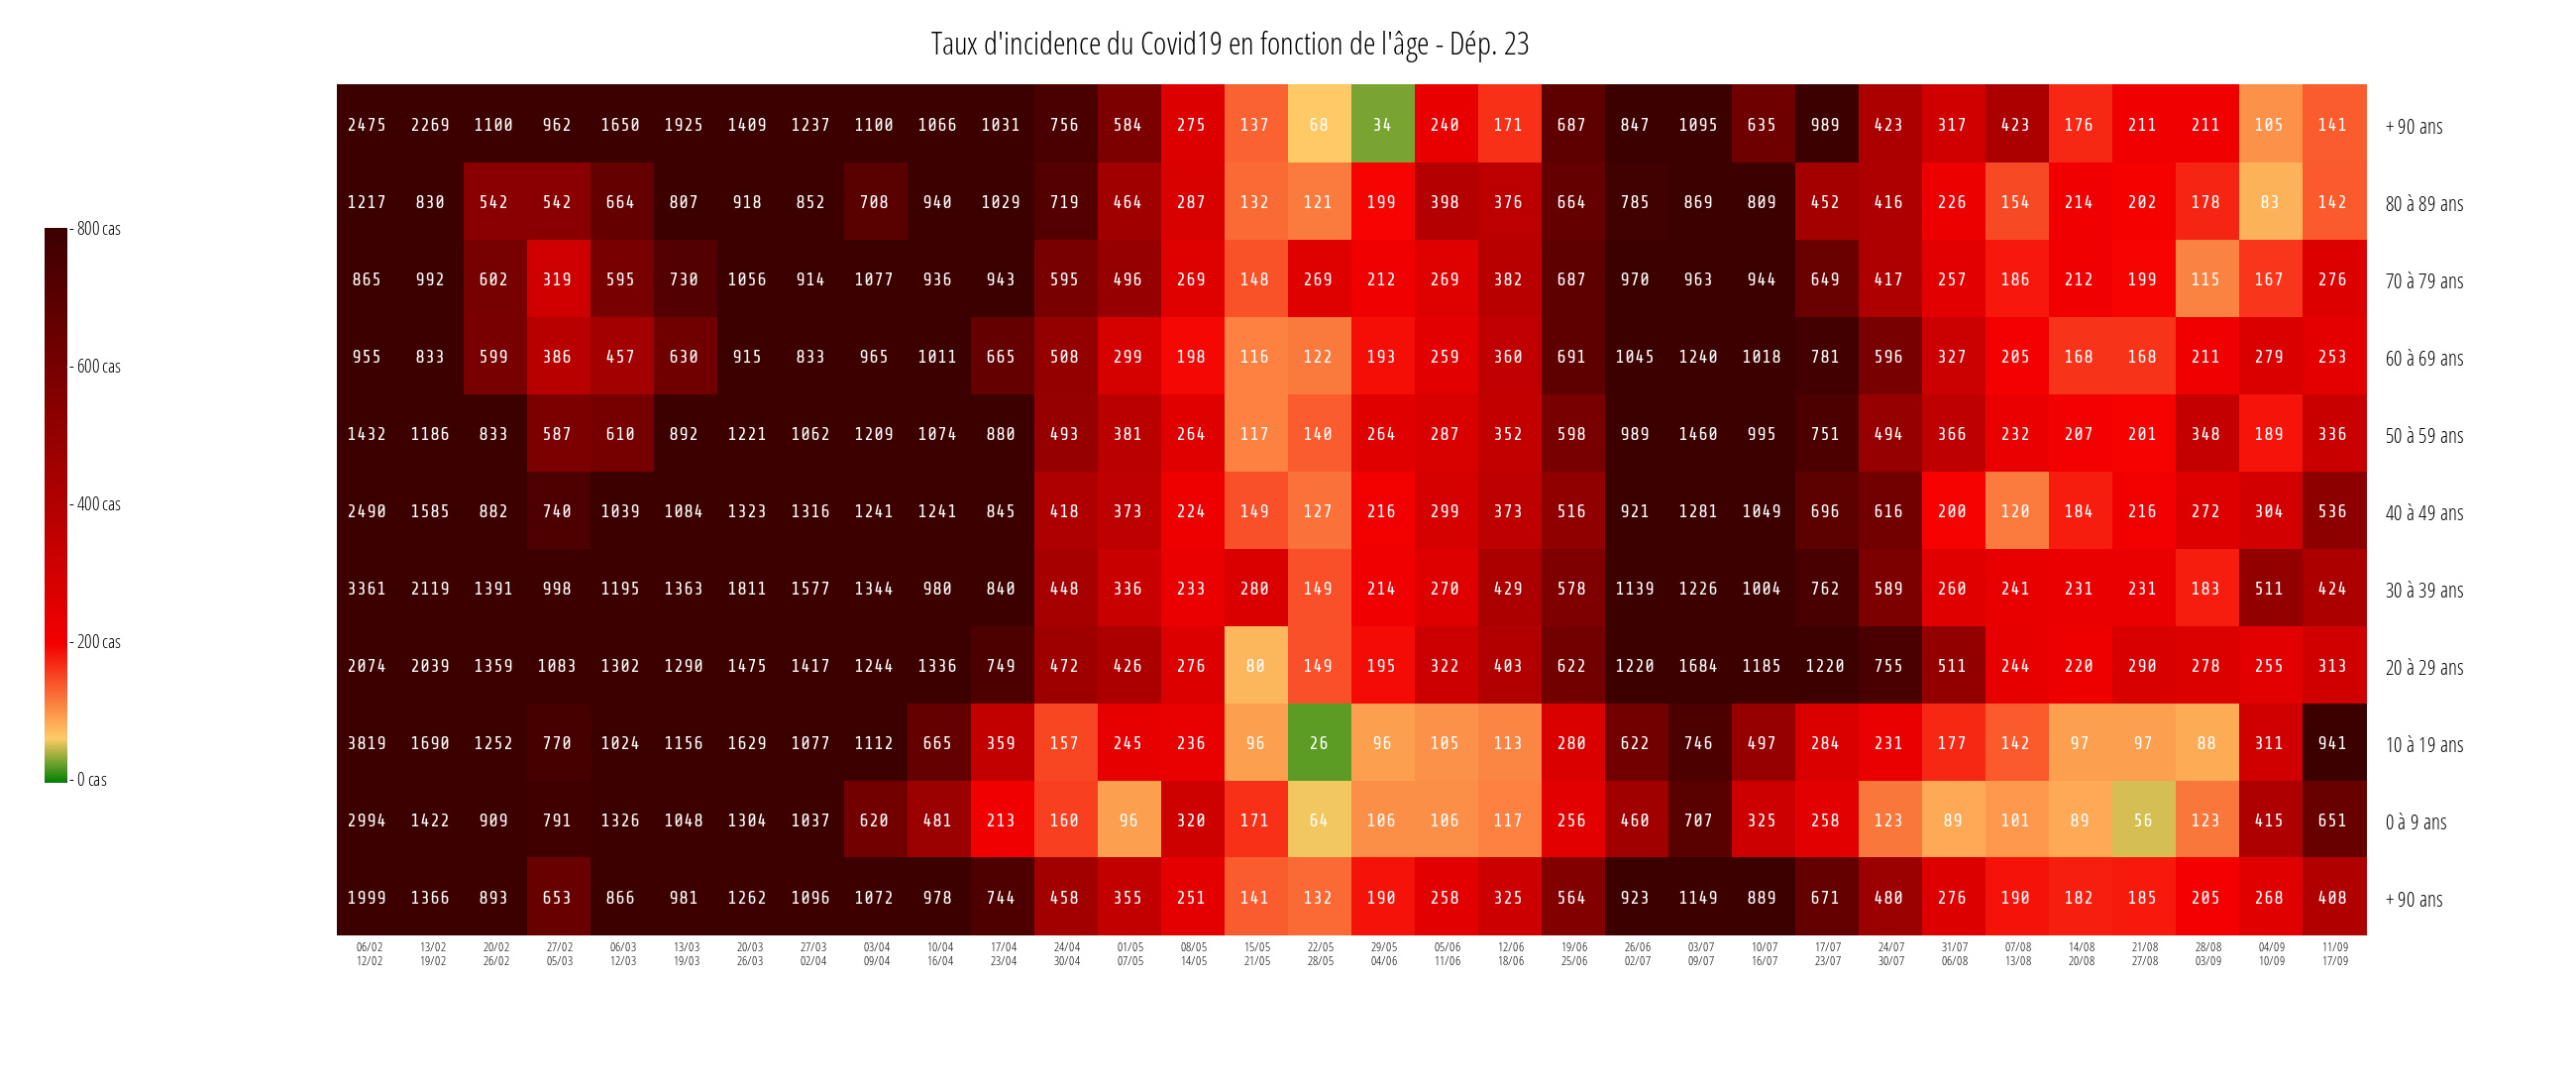 Taux d'incidence du Covid19 en fonction de l'âge - Dép. 23
2475 2269 1100 962 1650 1925 1409 1237 1100 1066 1031 756 584 275 137 68 34 240 171 687 847 1095 635 989 423 317 423 176 211 211 105 141 + 90 ans
1217 830 542 542 664 807 918 852 708 940 1029 719 464 287 132 121 199 398 376 664 785 869 809 452 416 226 154 214 202 178 83 142 80 à 89 ans
- 800 cas
865 992 602 319 595 730 1056 914 1077 936 943 595 496 269 148 269 212 269 382 687 970 963 944 649 417 257 186 212 199 115 167 276 70 à 79 ans
955 833 599 386 457 630 915 833 965 1011 665 508 299 198 116 122 193 259 360 691 1045 1240 1018 781 596 327 205 168 168 211 279 253 60 à 69 ans
- 600 cas
1432 1186 833 587 610 892 1221 1062 1209 1074 880 493 381 264 117 140 264 287 352 598 989 1460 995 751 494 366 232 207 201 348 189 336 50 à 59 ans
- 400 cas
2490 1585 882 740 1039 1084 1323 1316 1241 1241 845 418 373 224 149 127 216 299 373 516 921 1281 1049 696 616 200 120 184 216 272 304 536 40 à 49 ans
3361 2119 1391 998 1195 1363 1811 1577 1344 980 840 448 336 233 280 149 214 270 429 578 1139 1226 1004 762 589 260 241 231 231 183 511 424 30 à 39 ans
- 200 cas
2074 2039 1359 1083 1302 1290 1475 1417 1244 1336 749 472 426 276 80 149 195 322 403 622 1220 1684 1185 1220 755 511 244 220 290 278 255 313 20 à 29 ans
3819 1690 1252 770 1024 1156 1629 1077 1112 665 359 157 245 236 96 26 96 105 113 280 622 746 497 284 231 177 142 97 97 88 311 941 10 à 19 ans
- 0 cas
2994 1422 909 791 1326 1048 1304 1037 620 481 213 160 96 320 171 64 106 106 117 256 460 707 325 258 123 89 101 89 56 123 415 651 0 à 9 ans
1999 1366 893 653 866 981 1262 1096 1072 978 744 458 355 251 141 132 190 258 325 564 923 1149 889 671 480 276 190 182 185 205 268 408 + 90 ans
06/02 13/02 20/02 27/02 06/03 13/03 20/03 27/03 03/04 10/04 17/04 24/04 01/05 08/05 15/05 22/05 29/05 05/06 12/06 19/06 26/06 03/07 10/07 17/07 24/07 31/07 07/08 14/08 21/08 28/08 04/09 11/09
12/02 19/02 26/02 05/03 12/03 19/03 26/03 02/04 09/04 16/04 23/04 30/04 07/05 14/05 21/05 28/05 04/06 11/06 18/06 25/06 02/07 09/07 16/07 23/07 30/07 06/08 13/08 20/08 27/08 03/09 10/09 17/09